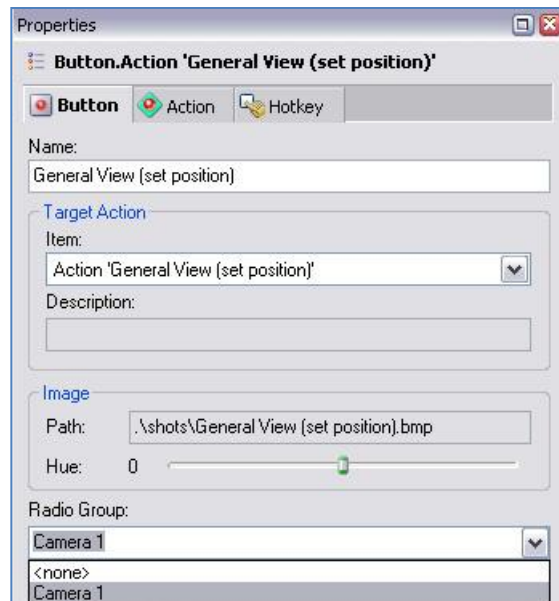 Properties
Button.Action 'General View (set position)'
Button Action Hotkey
Name:
General View (set position)
Target Action
Item:
Action 'General View (set position)'
Description:
Image
Path: .\shots\General View (set position).bmp
Hue: 0
Radio Group:
Camera 1
<none>
Camera 1